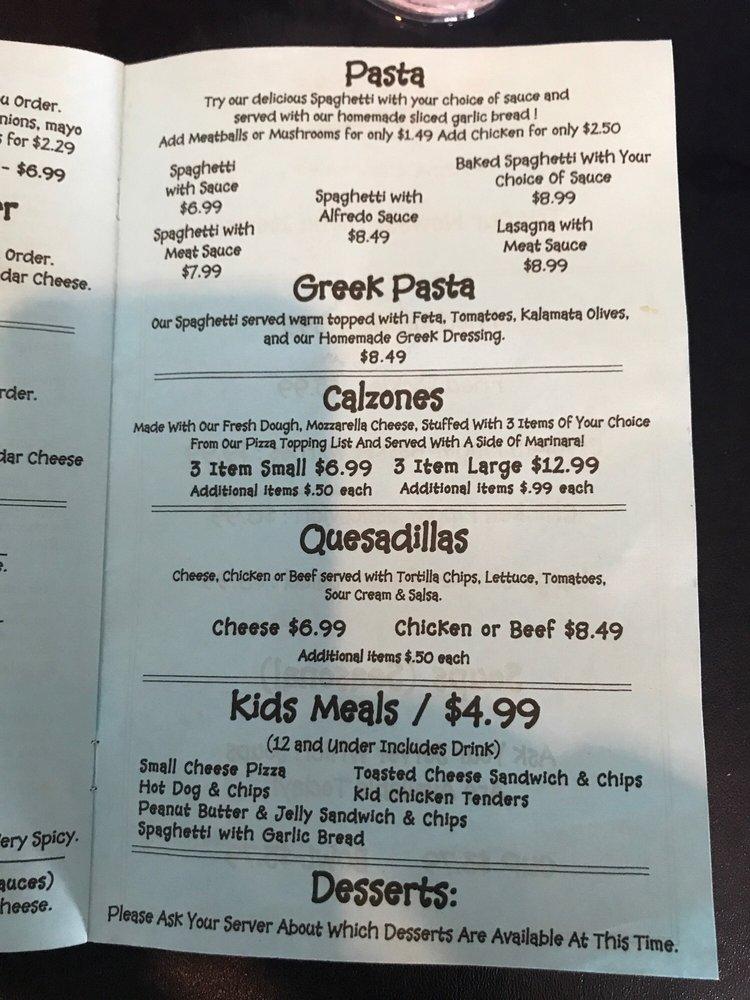 u Order.
nions, mayo
s for $2.29
- $6.99
r
Order.
dar Cheese.
rder.
dar Cheese
e.
ery Spicy.
auces)
heese.
Pasta
Try our delicious Spaghetti with your choice of sauce and
served with our homemade sliced garlic bread !
Add Meatballs or Mushrooms for only $1.49 Add Chicken for only $2.50
Spaghetti
with Sauce
$6.99
Spaghetti with
Meat Sauce
$7.99
Spaghetti with
Alfredo Sauce
$8.49
Baked Spaghetti With Your
Choice Of Sauce
$8.99
Lasagna with
Meat Sauce
$8.99
Greek Pasta
Our Spaghetti served warm topped with Feta, Tomatoes, Kalamata Olives,
and our Homemade Greek Dressing.
$8.49
Calzones
Made With Our Fresh Dough, Mozzarella Cheese, Stuffed With 3 Items Of Your Choice
From Our Pizza Topping List And Served With A Side Of Marinara!
3 Item Small $6.99 3 Item Large $12.99
Additional Items $.50 each Additional Items $.99 each
Quesadillas
Cheese, Chicken or Beef served with Tortilla Chips, Lettuce, Tomatoes,
Sour Cream & Salsa.
Cheese $6.99 Chicken or Beef $8.49
Additional Items $.50 each
Kids Meals / $4.99
(12 and Under Includes Drink)
Small Cheese Pizza Toasted Cheese Sandwich & Chips
Hot Dog & Chips Kid Chicken Tenders
Peanut Butter & Jelly Sandwich & Chips
Spaghetti with Garlic Bread
Desserts:
Please Ask Your Server About Which Desserts Are Available At This Time.